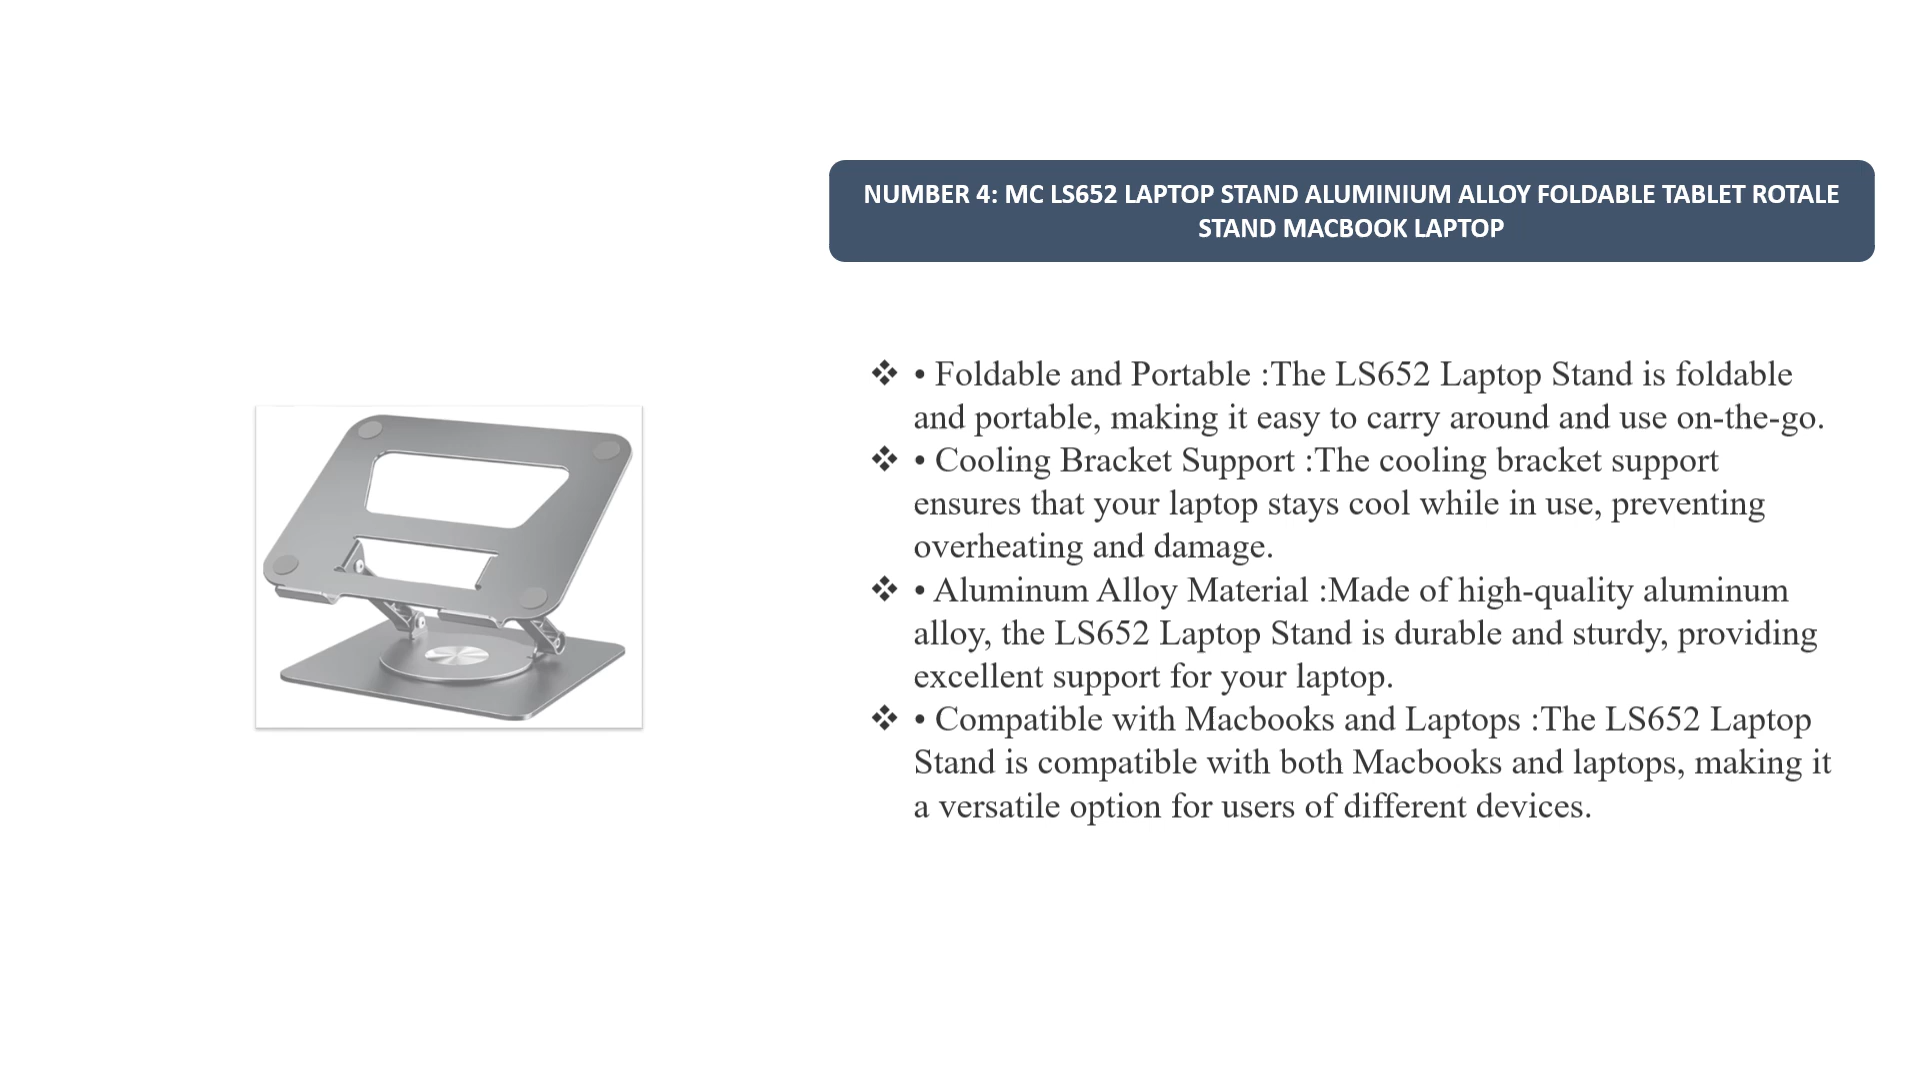 NUMBER 4: MC LS652 LAPTOP STAND ALUMINIUM ALLOY FOLDABLE TABLET ROTALE
STAND MACBOOK LAPTOP
❖ • Foldable and Portable :The LS652 Laptop Stand is foldable
and portable, making it easy to carry around and use on-the-go.
❖ • Cooling Bracket Support :The cooling bracket support
ensures that your laptop stays cool while in use, preventing
overheating and damage.
❖ • Aluminum Alloy Material :Made of high-quality aluminum
alloy, the LS652 Laptop Stand is durable and sturdy, providing
excellent support for your laptop.
❖ • Compatible with Macbooks and Laptops :The LS652 Laptop
Stand is compatible with both Macbooks and laptops, making it
a versatile option for users of different devices.